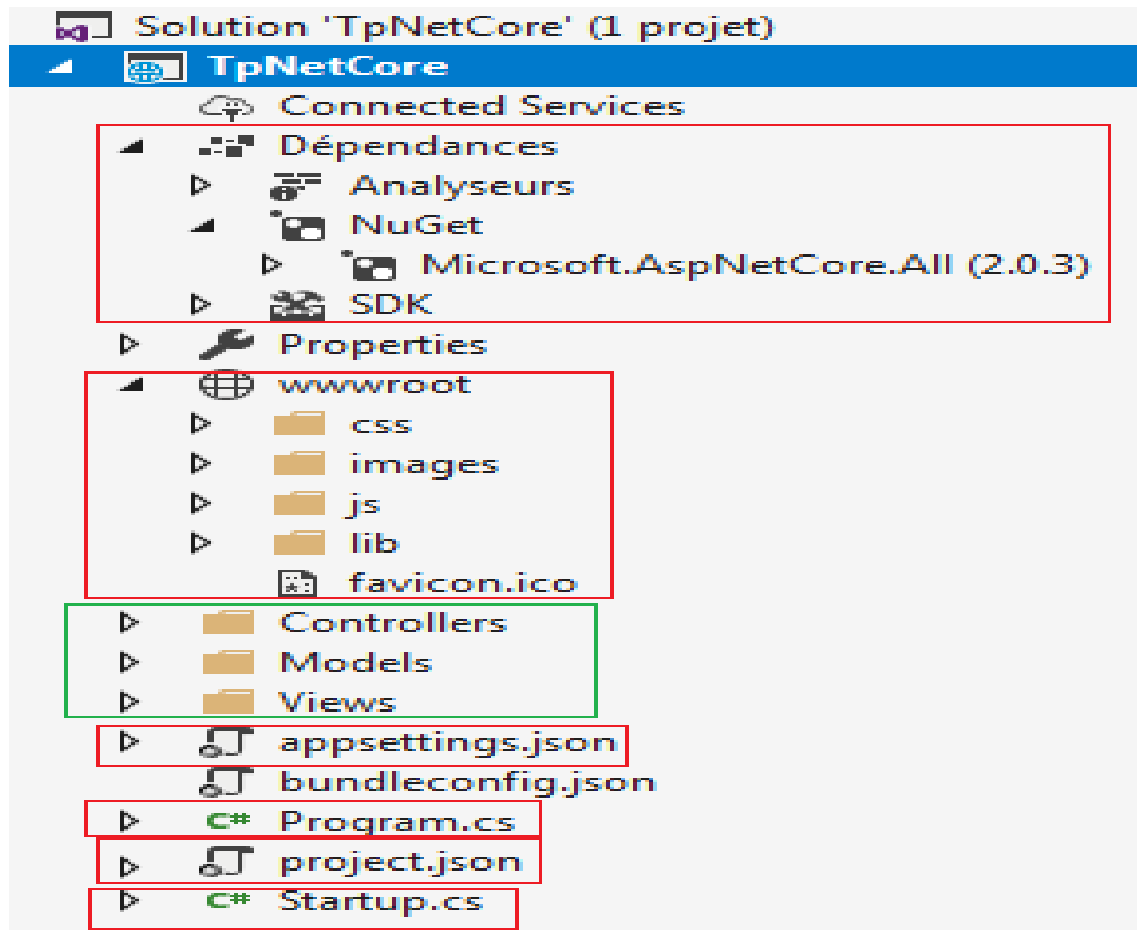 Solution 'TpNetCore' (1 projet)
TpNetCore
Connected Services
Dépendances
Analyseurs
NuGet
Microsoft.AspNetCore.All (2.0.3)
SDK
Properties
wwwroot
css
images
js
lib
favicon.ico
Controllers
Models
Views
appsettings.json
bundleconfig.json
C# Program.cs
project.json
C# Startup.cs